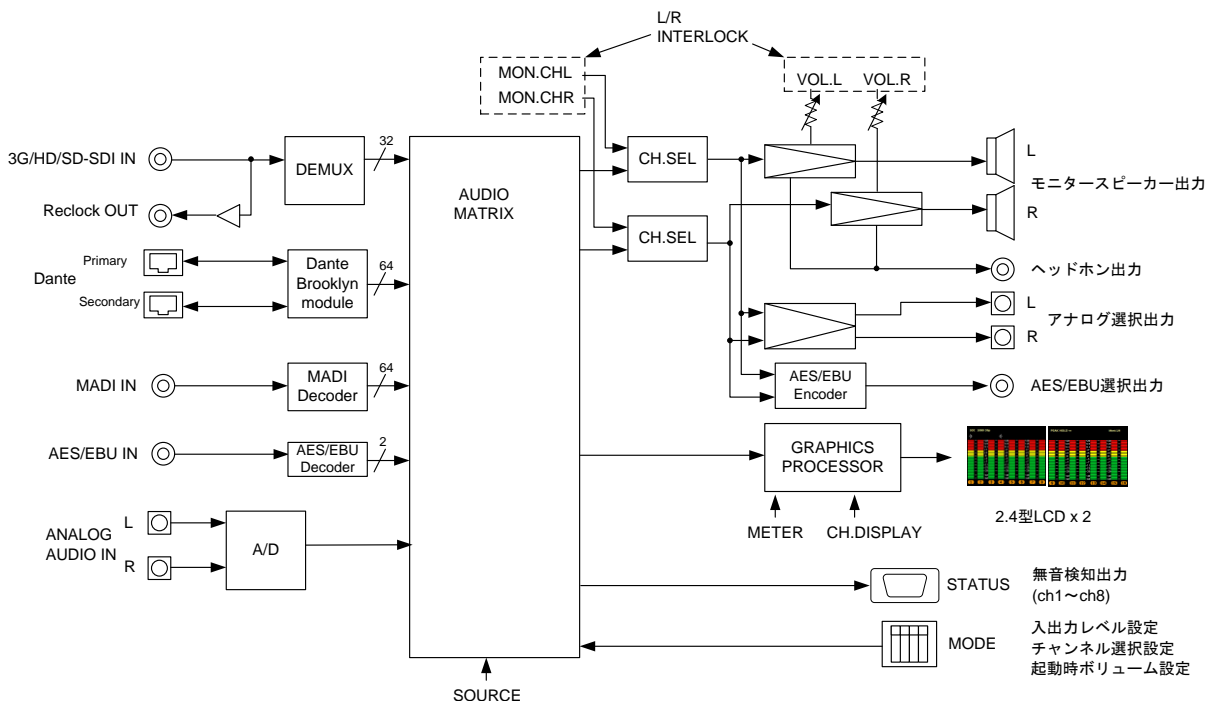 L/R
INTERLOCK
MON.CHL
MON.CHR
VOL.L
VOL.R
3G/HD/SD-SDI IN
DEMUX
32
Reclock OUT
AUDIO
MATRIX
CH.SEL
CH.SEL
L
モニタースピーカー出力
R
Dante
Primary
Secondary
Dante
Brooklyn
module
64
ヘッドホン出力
L
アナログ選択出力
R
MADI IN
MADI
Decoder
64
AES/EBU
Encoder
AES/EBU選択出力
AES/EBU IN
AES/EBU
Decoder
2
GRAPHICS
PROCESSOR
METER
CH.DISPLAY
2.4型LCD x 2
ANALOG
AUDIO IN
L
R
A/D
STATUS
無音検知出力
(ch1～ch8)
MODE
入出力レベル設定
チャンネル選択設定
起動時ボリューム設定
SOURCE